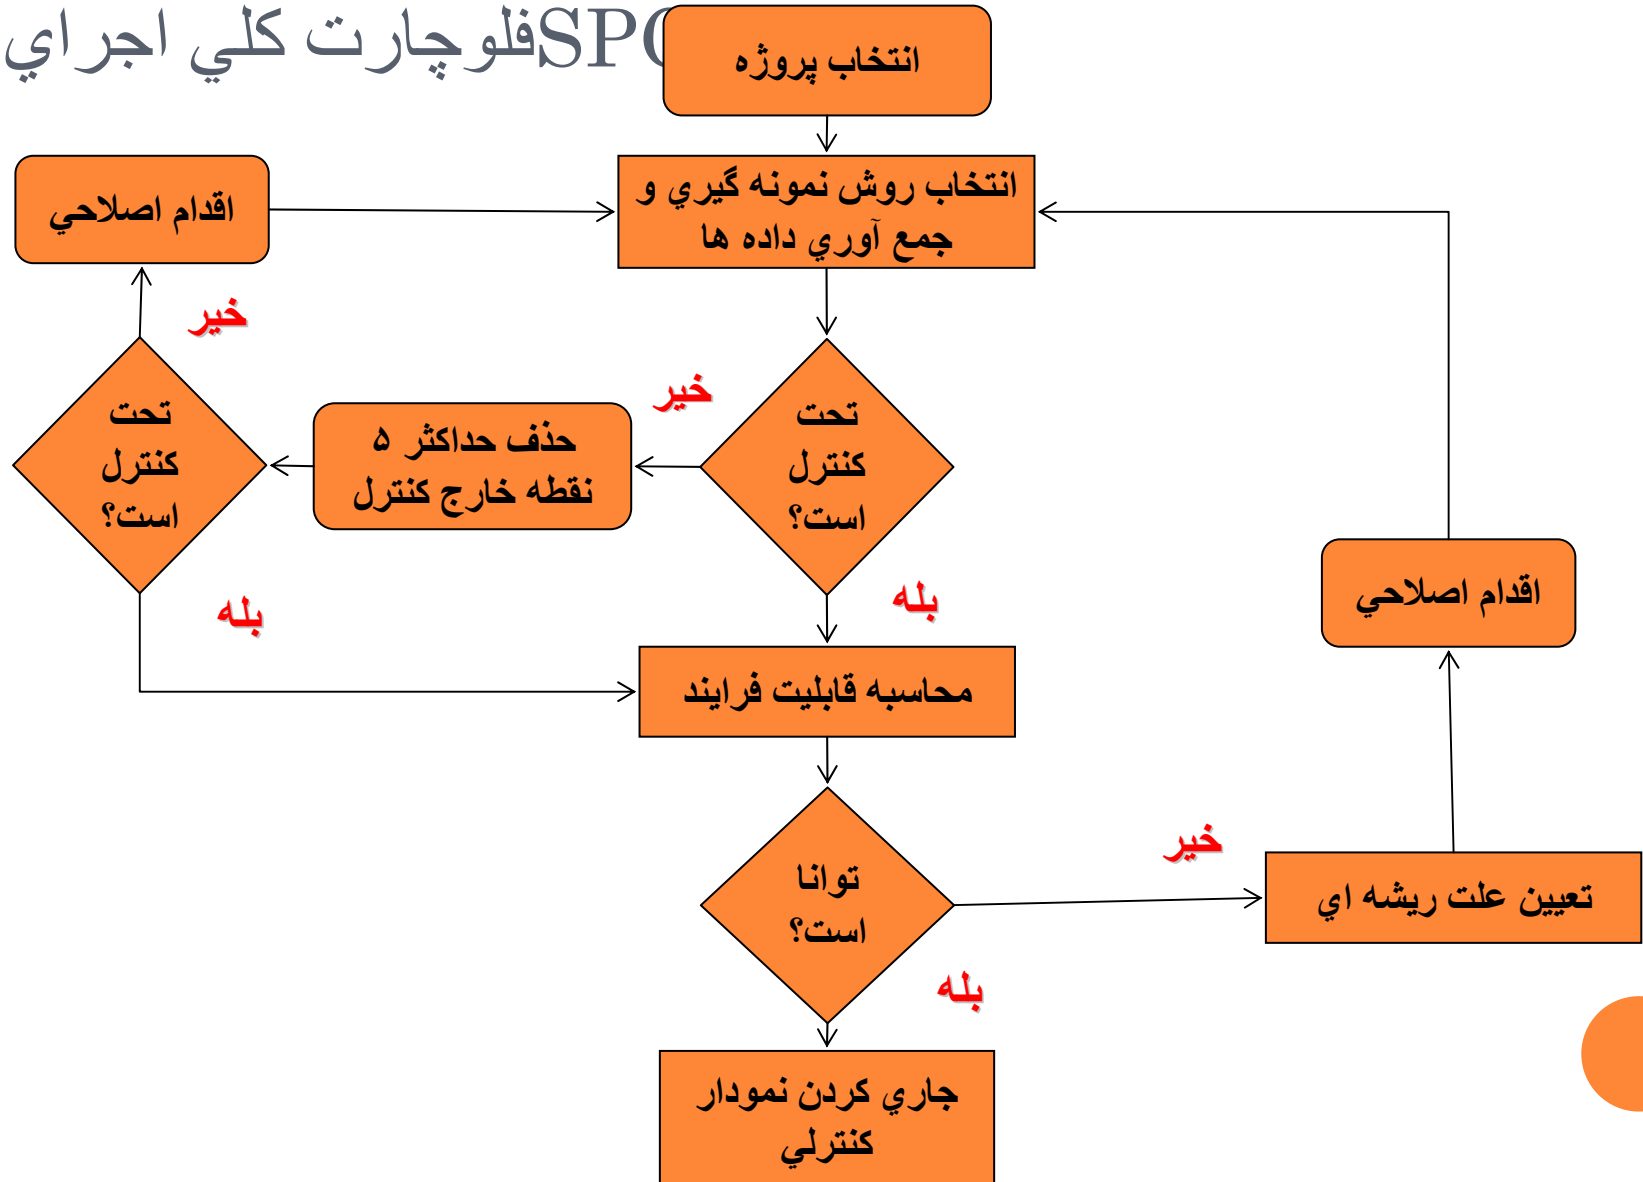 فلوچارت كلي اجراي SP
انتخاب پروژه
انتخاب روش نمونه گيري و
جمع آوري داده ها
اقدام اصلاحي
خير
تحت
كنترل
است؟
خير
حذف حداكثر ۵
نقطه خارج كنترل
تحت
كنترل
است؟
بله
بله
اقدام اصلاحي
محاسبه قابليت فرايند
توانا
است؟
خير
تعيين علت ريشه اي
بله
جاري كردن نمودار
كنترلي